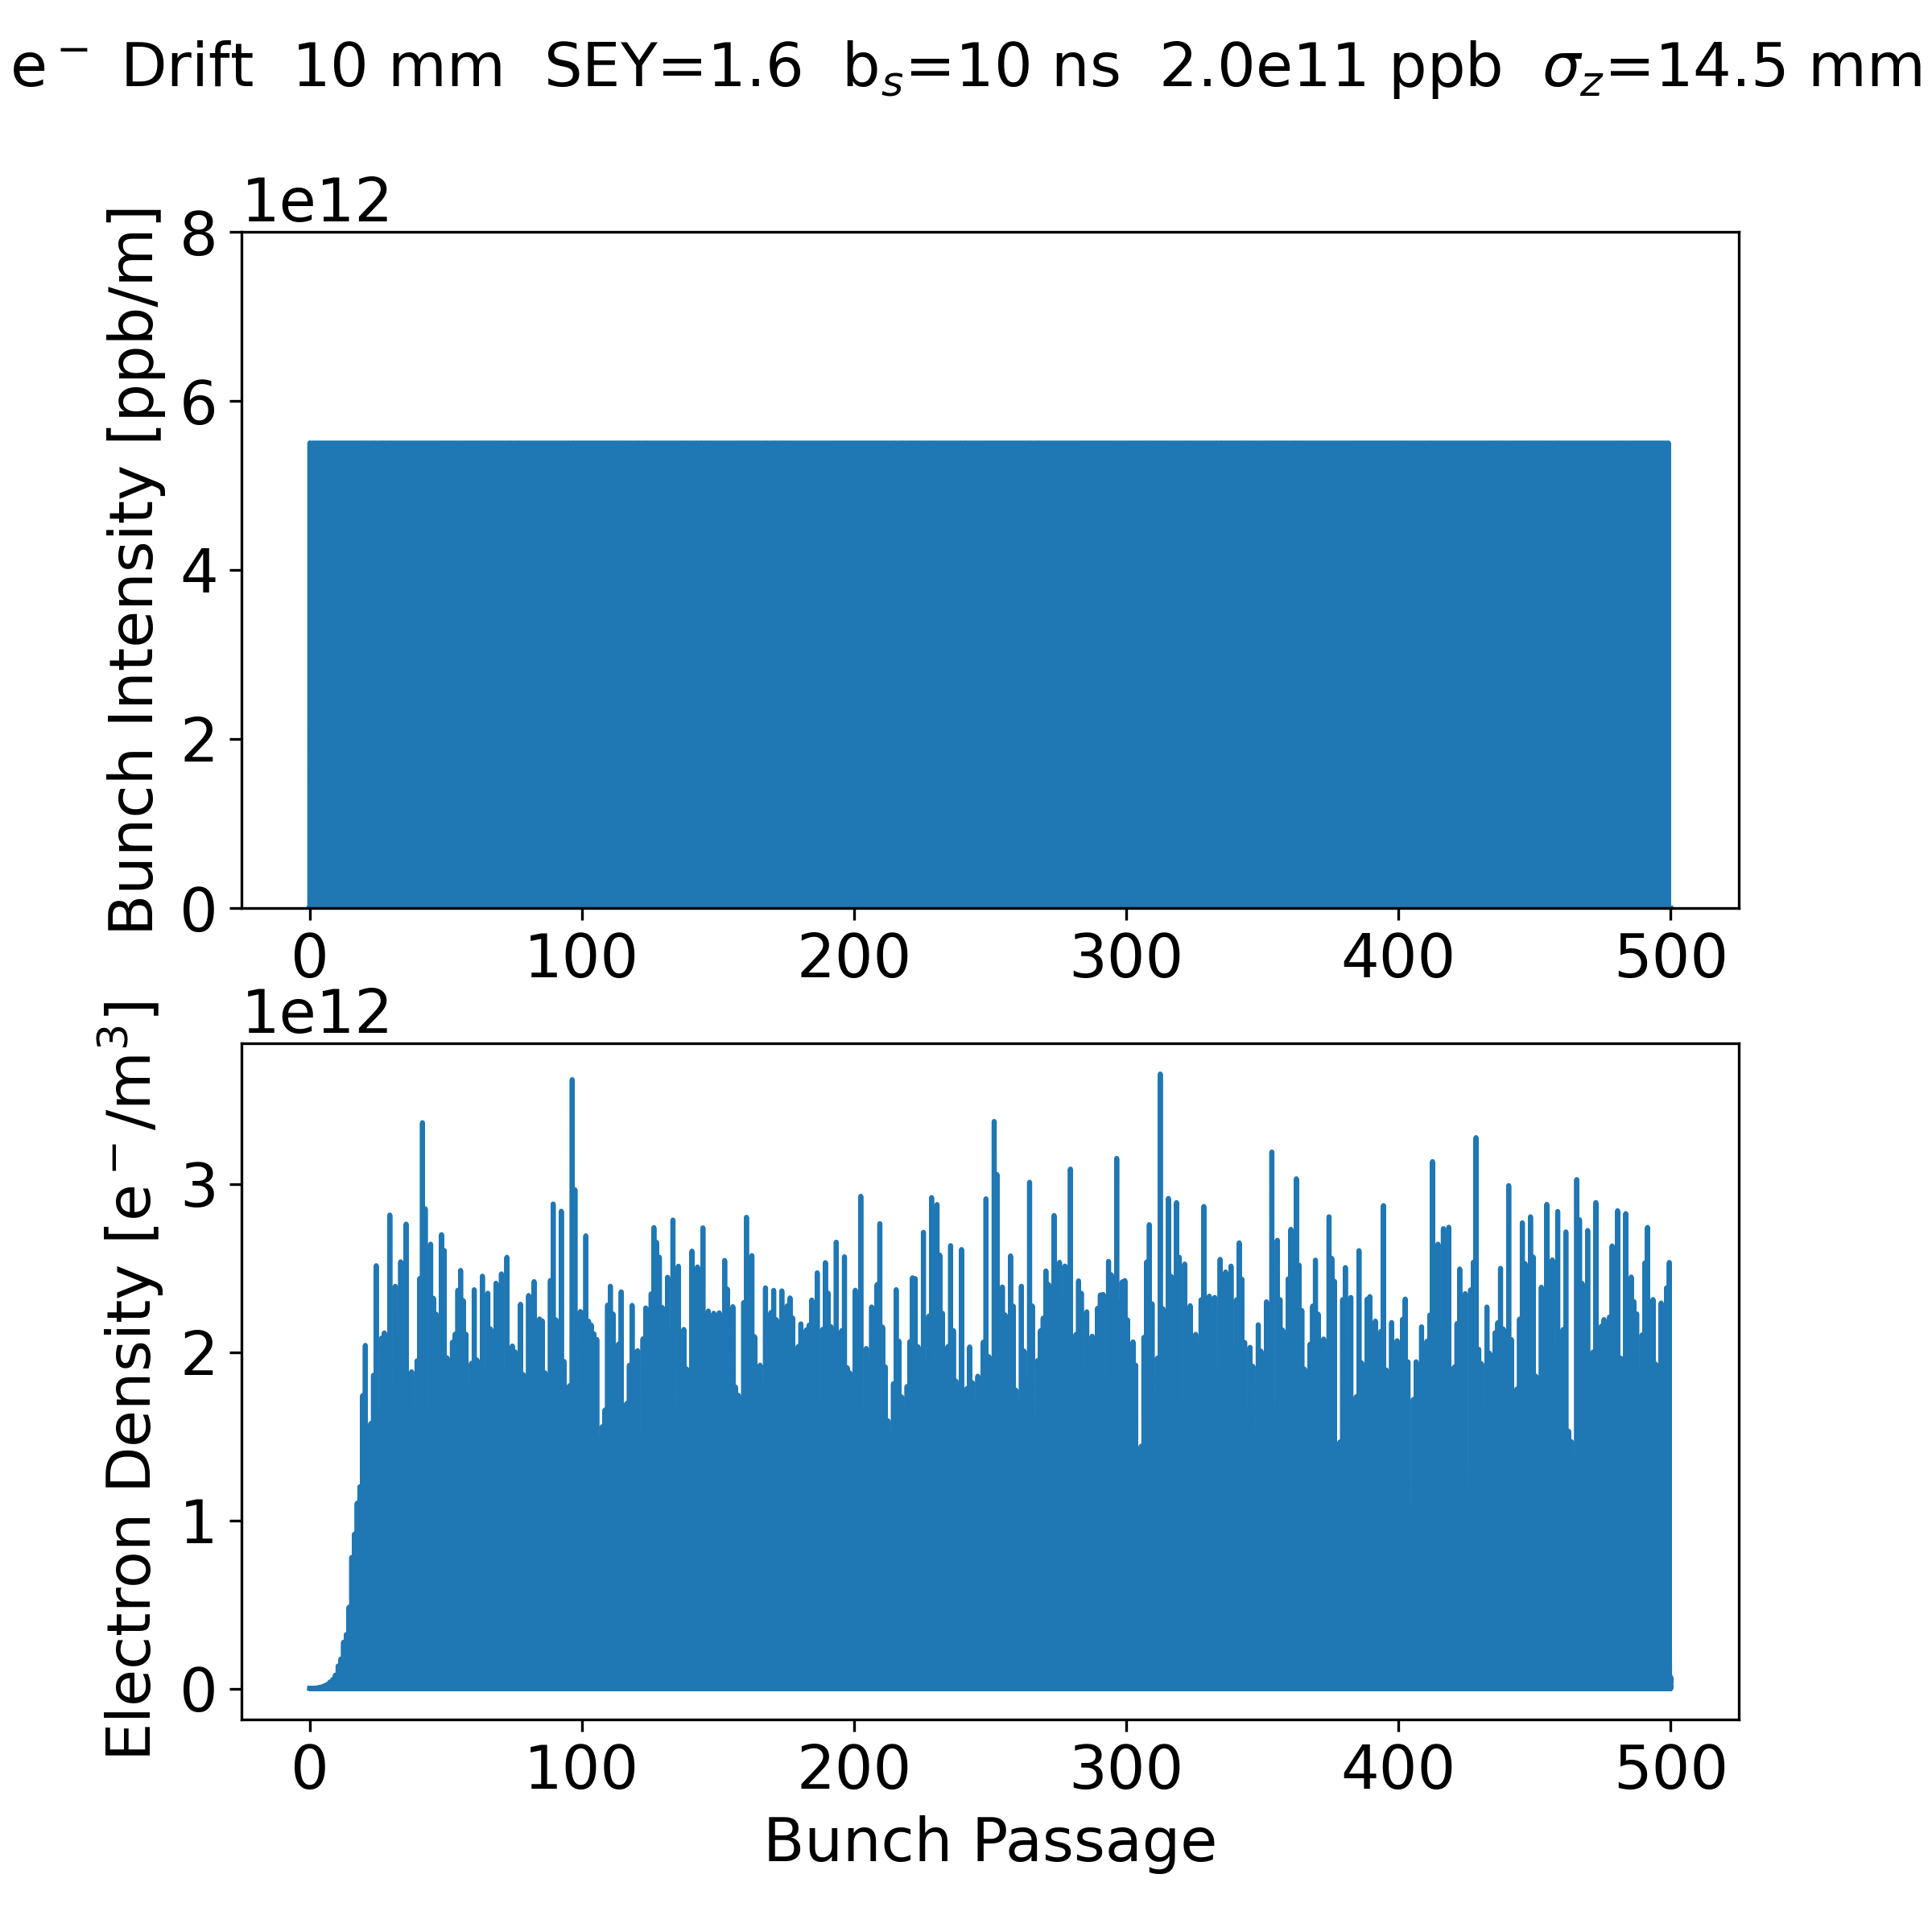 e⁻ Drift 10 mm SEY=1.6 bₛ=10 ns 2.0e11 ppb σ_z=14.5 mm
1e12
Bunch Intensity [ppb/m]
8
6
4
2
0
0 100 200 300 400 500
1e12
Electron Density [e⁻/m³]
3
2
1
0
0 100 200 300 400 500
Bunch Passage